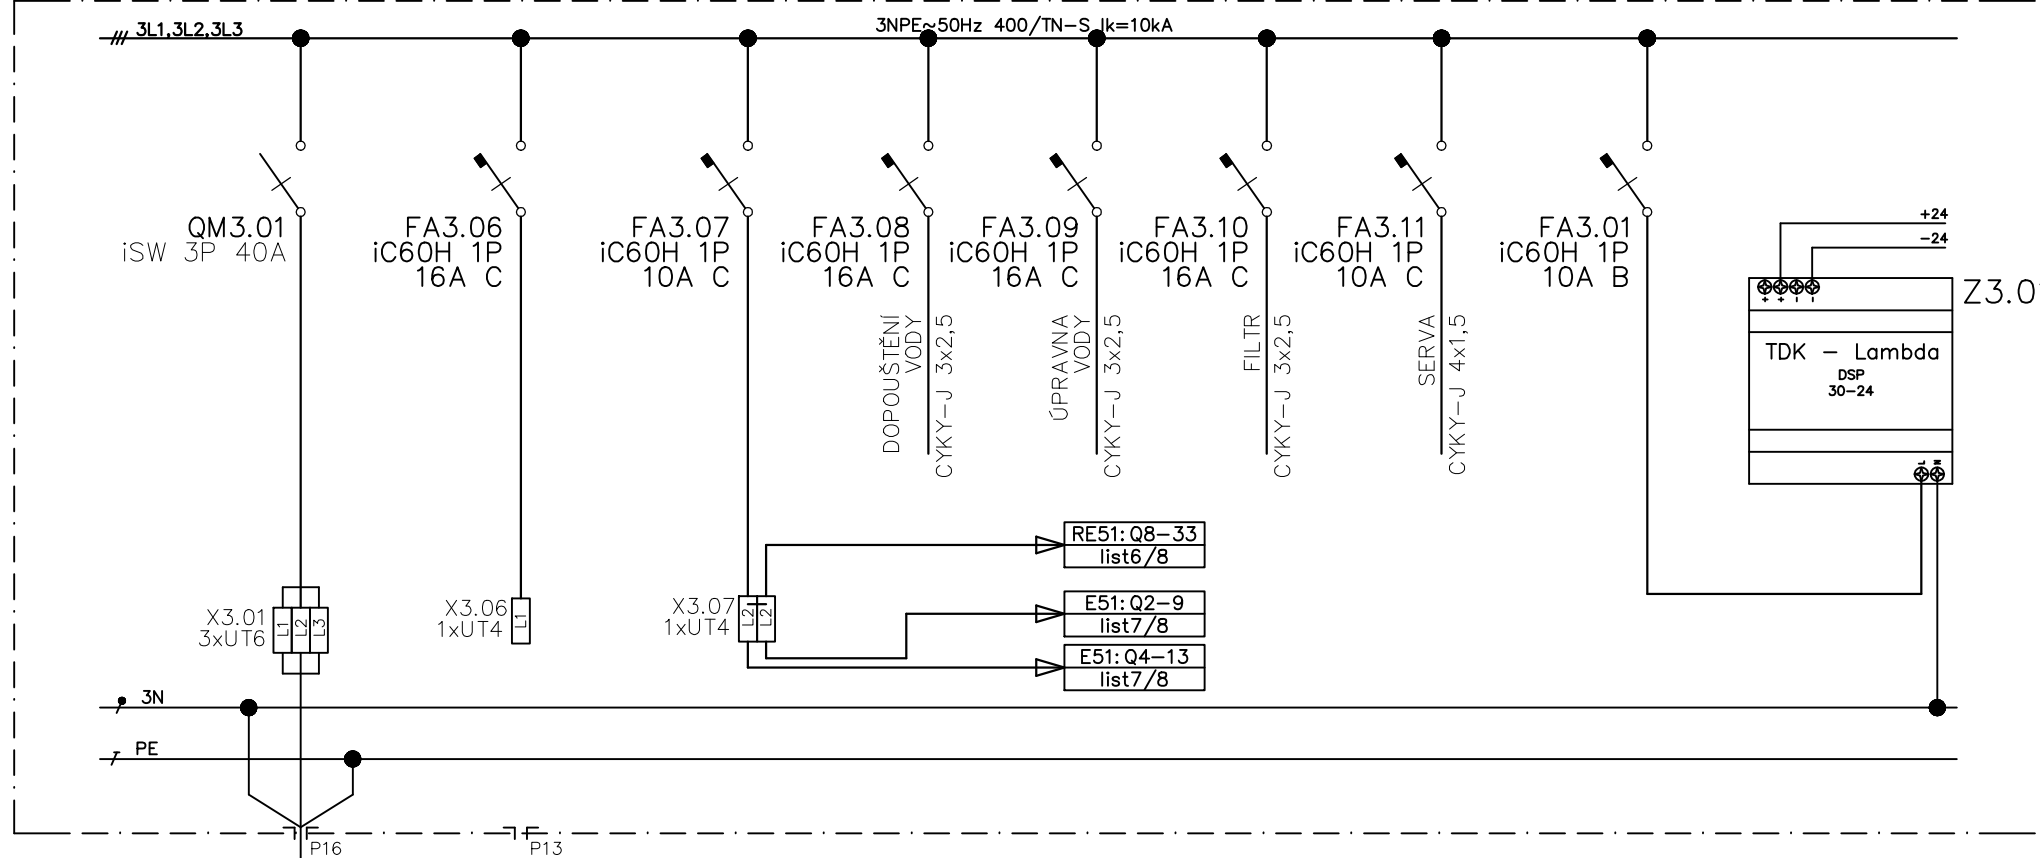 3L1,3L2,3L3
3NPE~50Hz 400/TN-S Ik=10kA
QM3.01
iSW 3P 40A
FA3.06
iC60H 1P
16A C
FA3.07
iC60H 1P
10A C
FA3.08
iC60H 1P
16A C
FA3.09
iC60H 1P
16A C
FA3.10
iC60H 1P
16A C
FA3.11
iC60H 1P
10A C
FA3.01
iC60H 1P
10A B
+24
-24
+ + - -
TDK - Lambda
DSP
30-24
L N
DOPOUŠTĚNÍ
VODY
CYKY-J 3x2,5
ÚPRAVNA
VODY
CYKY-J 3x2,5
FILTR
CYKY-J 3x2,5
SERVA
CYKY-J 4x1,5
RE51:Q8-33
list6/8
E51:Q2-9
list7/8
E51:Q4-13
list7/8
X3.01
3xUT6
L1 L2 L3
X3.06
1xUT4
L1
X3.07
1xUT4
L2 L2
3N
PE
P16
P13